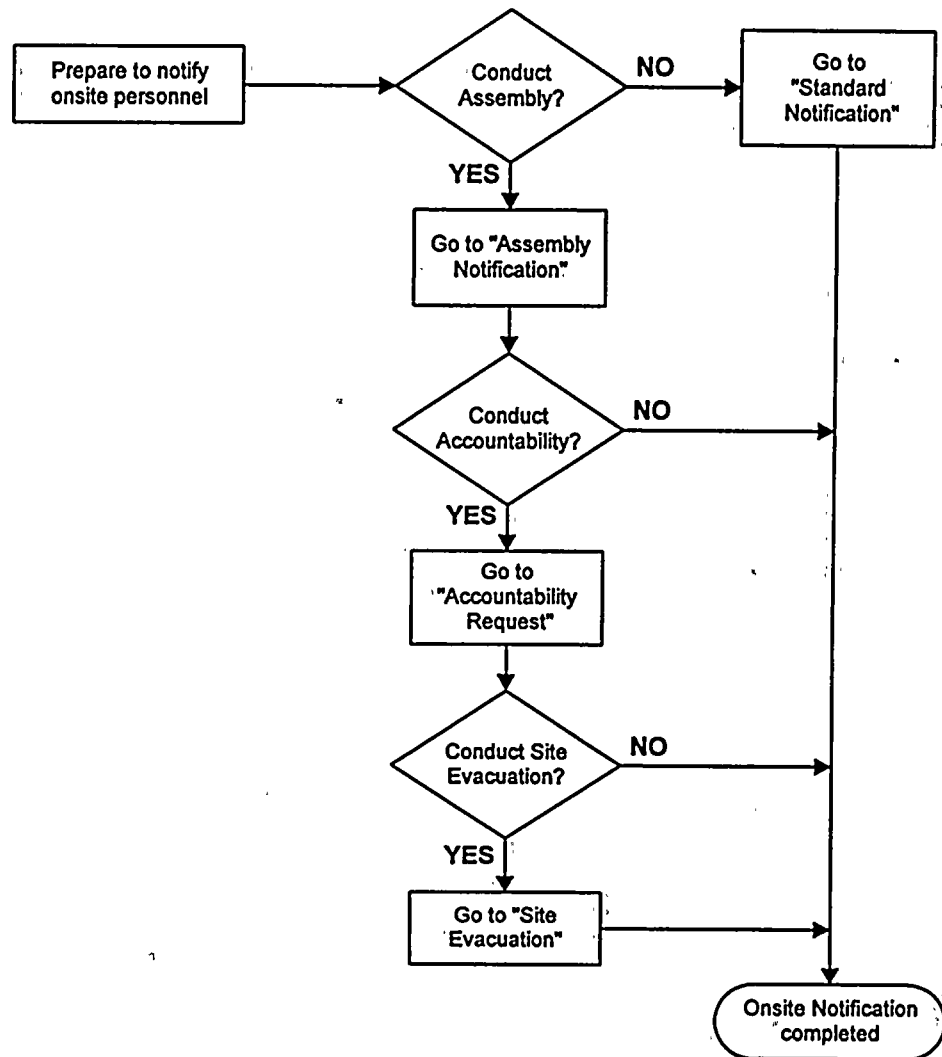 Prepare to notify
onsite personnel
Conduct
Assembly?
NO
Go to
"Standard
Notification"
YES
Go to "Assembly
Notification"
Conduct
Accountability?
NO
YES
Go to
"Accountability
Request"
Conduct Site
Evacuation?
NO
YES
Go to "Site
Evacuation"
Onsite Notification
completed